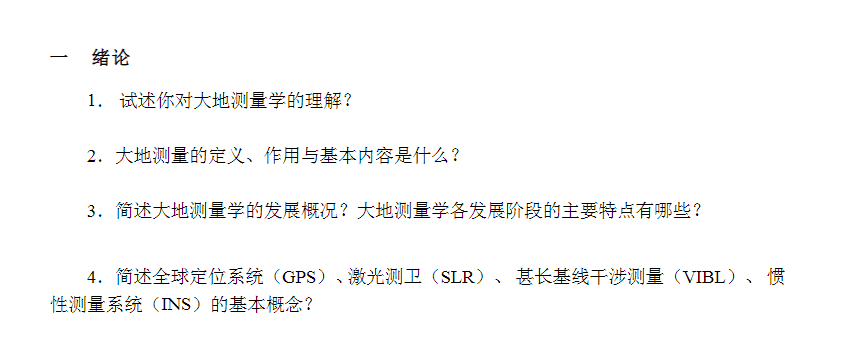 一 绪论
1． 试述你对大地测量学的理解？
2．大地测量的定义、作用与基本内容是什么？
3．简述大地测量学的发展概况？大地测量学各发展阶段的主要特点有哪些？
4．简述全球定位系统（GPS）、激光测卫（SLR）、 甚长基线干涉测量（VIBL）、 惯
性测量系统（INS）的基本概念？